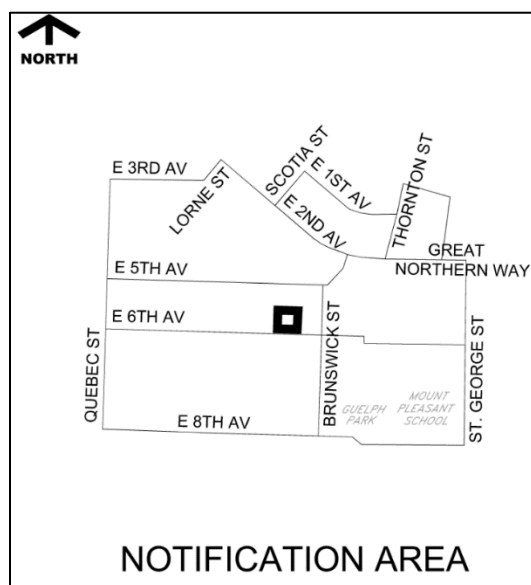 NORTH
SCOTIA ST
E 1ST AV
THORNTON ST
E 3RD AV
LORNE ST
E 2ND AV
GREAT
NORTHERN WAY
E 5TH AV
E 6TH AV
QUEBEC ST
BRUNSWICK ST
ST. GEORGE ST
MOUNT
PLEASANT
SCHOOL
GUELPH
PARK
E 8TH AV
NOTIFICATION AREA